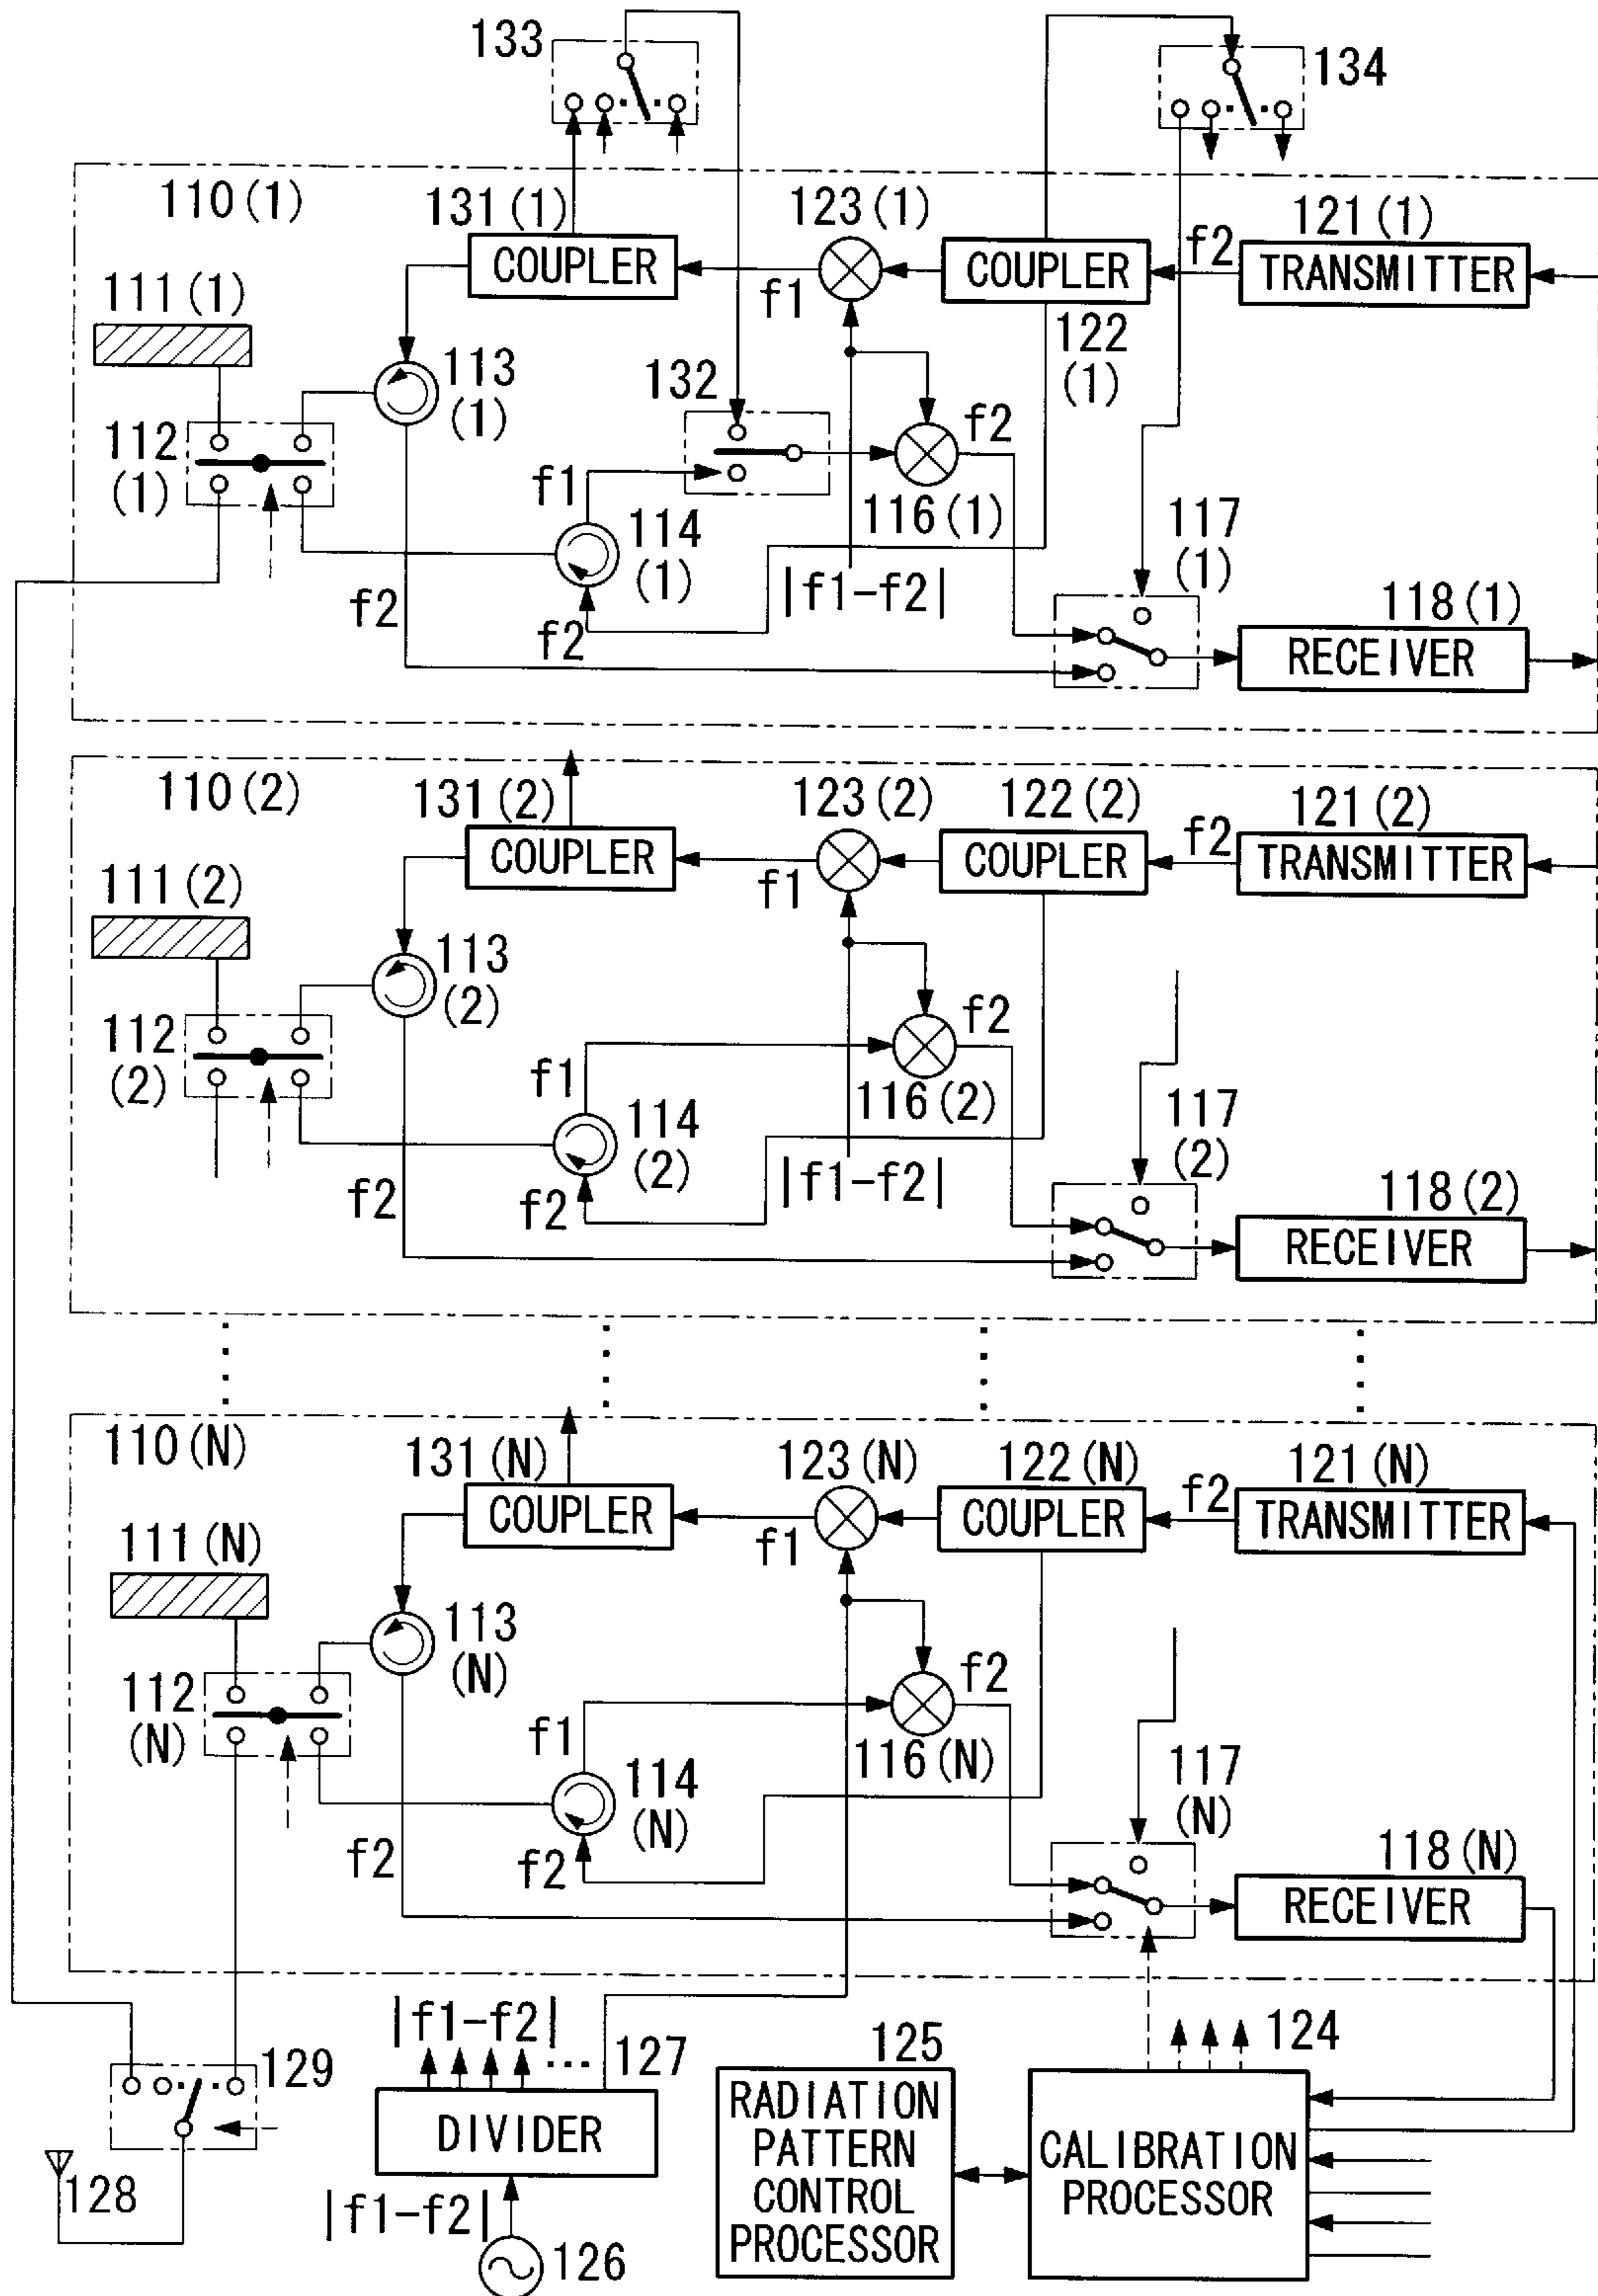 133
134
110(1)
131(1)
123(1)
121(1)
COUPLER
COUPLER
f2
TRANSMITTER
f1
111(1)
122
(1)
113
(1)
132
112
(1)
f2
f1
116(1)
114
(1)
117
(1)
f2
|f1-f2|
f2
118(1)
RECEIVER
110(2)
131(2)
123(2)
122(2)
121(2)
COUPLER
COUPLER
f2
TRANSMITTER
f1
111(2)
113
(2)
112
(2)
f2
f1
116(2)
114
(2)
117
(2)
f2
f2
|f1-f2|
118(2)
RECEIVER
110(N)
131(N)
123(N)
122(N)
121(N)
COUPLER
COUPLER
f2
TRANSMITTER
f1
111(N)
113
(N)
112
(N)
f2
f1
116(N)
114
(N)
117
(N)
f2
f2
118(N)
RECEIVER
|f1-f2|
127
125
124
129
DIVIDER
RADIATION
PATTERN
CONTROL
PROCESSOR
CALIBRATION
PROCESSOR
128
|f1-f2|
126